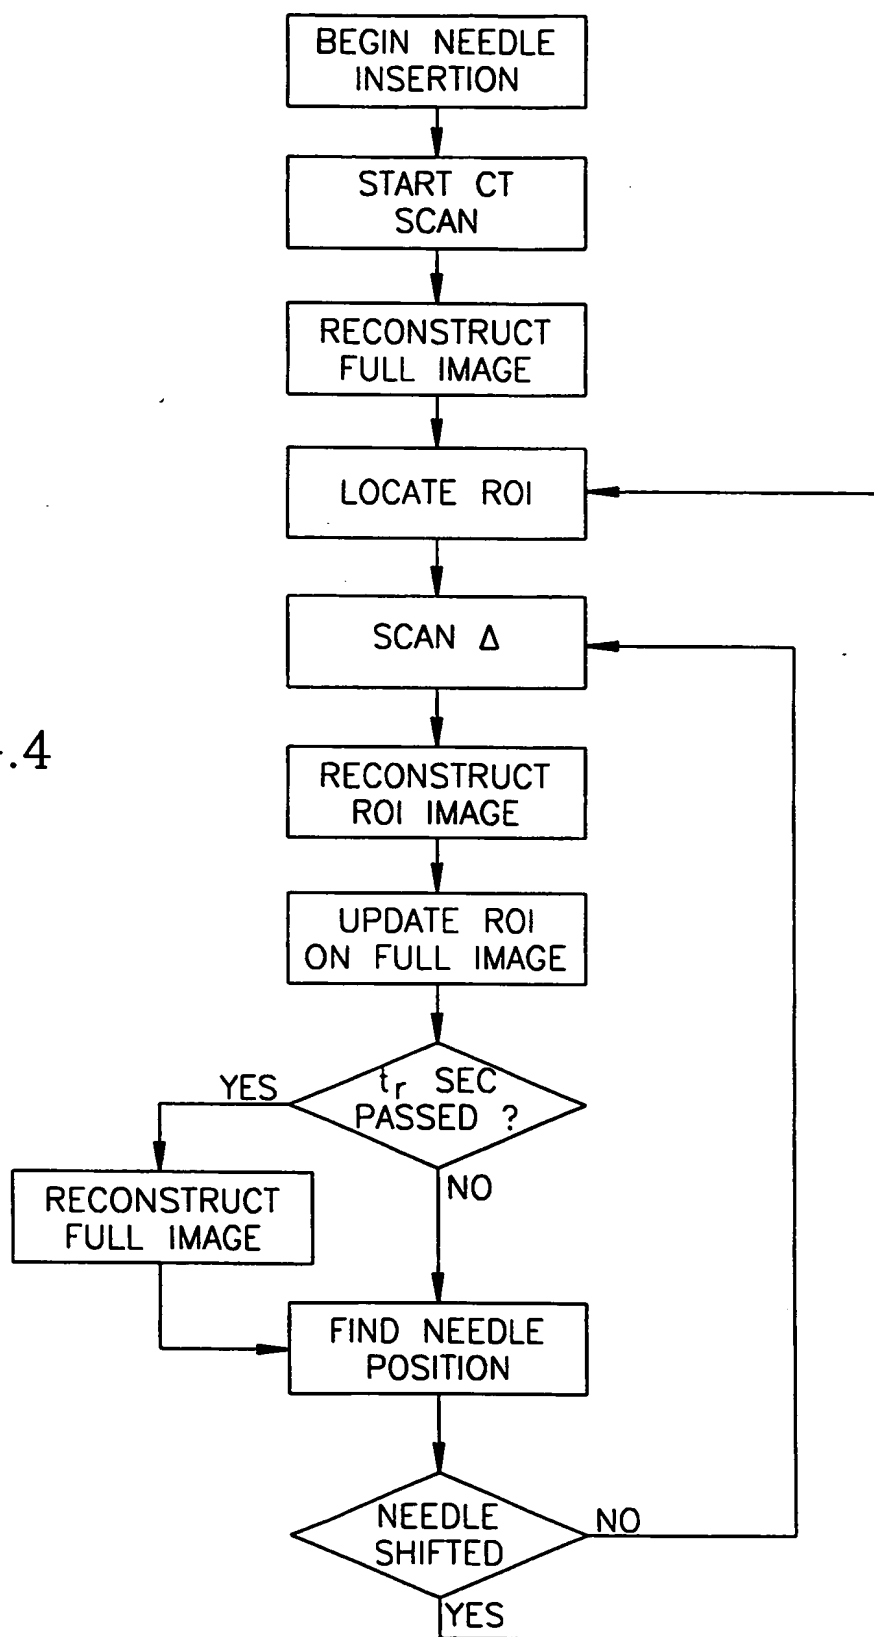 BEGIN NEEDLE
INSERTION
START CT
SCAN
RECONSTRUCT
FULL IMAGE
LOCATE ROI
SCAN Δ
.4
RECONSTRUCT
ROI IMAGE
UPDATE ROI
ON FULL IMAGE
YES
tr SEC
PASSED ?
NO
RECONSTRUCT
FULL IMAGE
FIND NEEDLE
POSITION
NEEDLE
SHIFTED
NO
YES